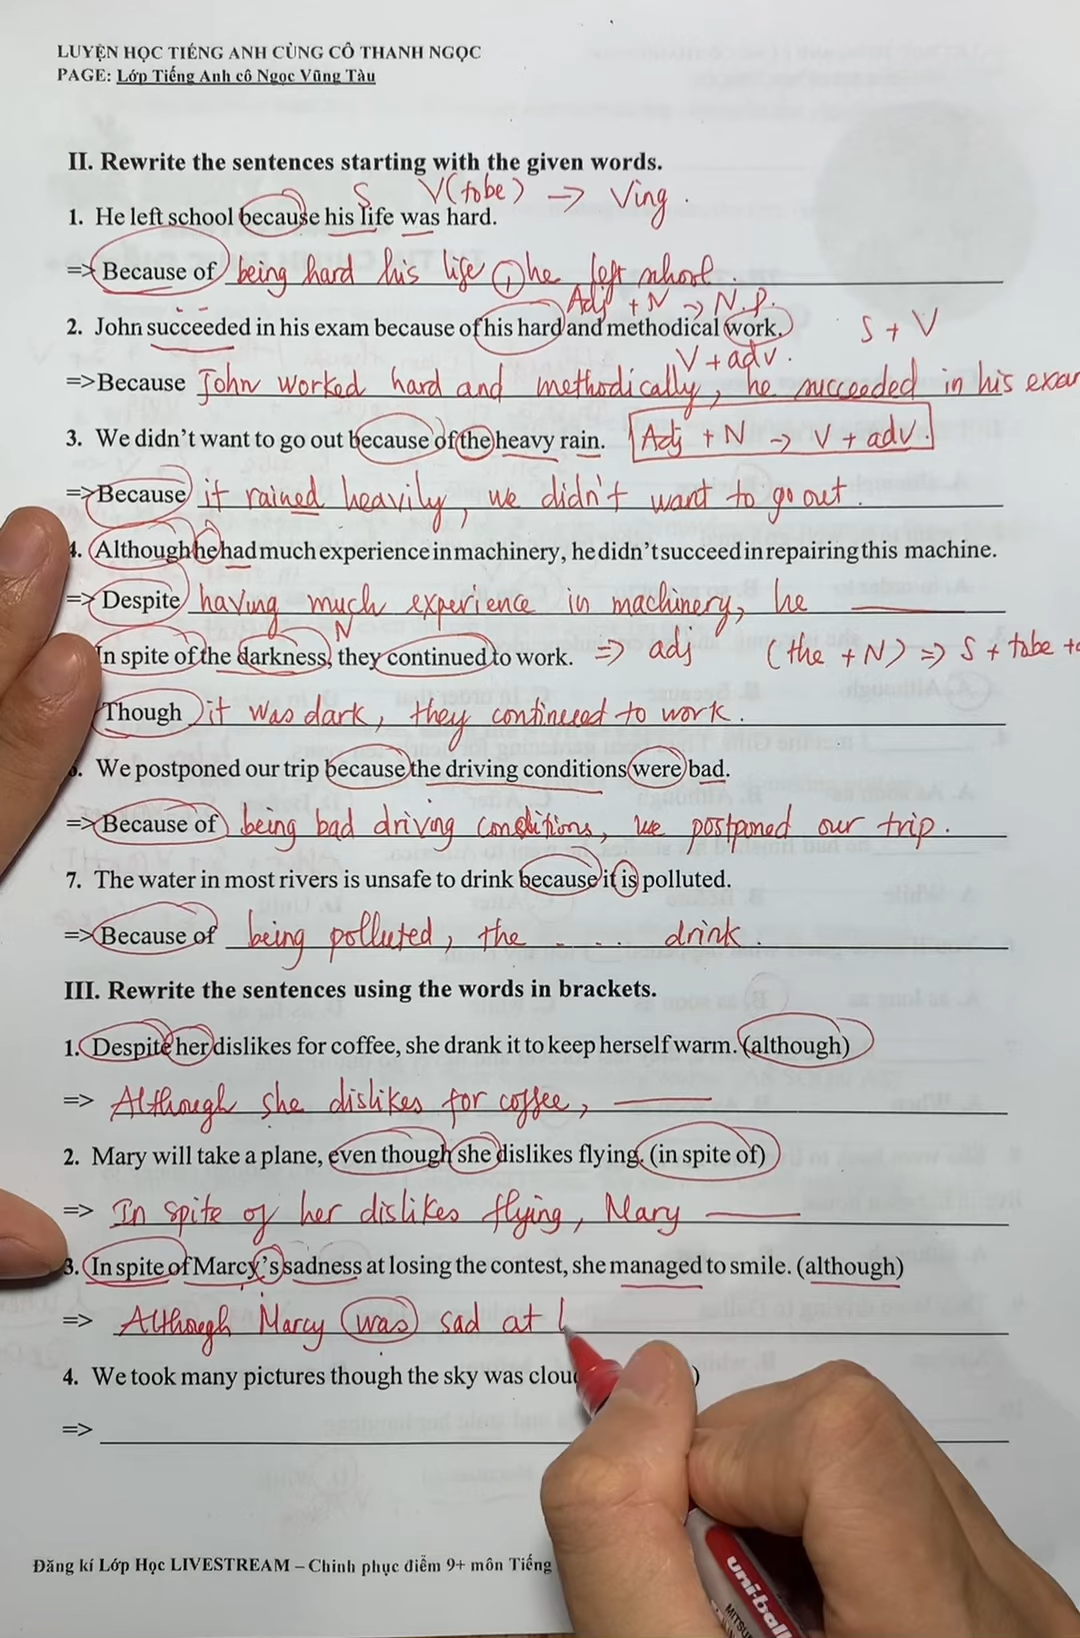 LUYỆN HỌC TIẾNG ANH CÙNG CÔ THANH NGỌC
PAGE: Lớp Tiếng Anh cô Ngọc Vũng Tàu
II. Rewrite the sentences starting with the given words.
S V(tobe) -> Ving.
1. He left school because his life was hard.
=> Because of being hard his life, he left school.
Adj + N -> N.p.
2. John succeeded in his exam because of his hard and methodical work. S + V
V + adv.
=>Because John worked hard and methodically, he succeeded in his exam
3. We didn't want to go out because of the heavy rain. Adj + N -> V + adv.
=>Because it rained heavily, we didn't want to go out.
4. Although he had much experience in machinery, he didn't succeed in repairing this machine.
=> Despite having much experience in machinery, he
N
In spite of the darkness, they continued to work. => adj (the + N) => S + tobe +
Though it was dark, they continued to work.
We postponed our trip because the driving conditions were bad.
=> Because of being bad driving conditions, we postponed our trip.
7. The water in most rivers is unsafe to drink because it is polluted.
=> Because of being polluted, the .... drink.
III. Rewrite the sentences using the words in brackets.
1. Despite her dislikes for coffee, she drank it to keep herself warm. (although)
=> Although she dislikes for coffee,
2. Mary will take a plane, even though she dislikes flying. (in spite of)
=> In spite of her dislikes flying, Mary
3. In spite of Marcy's sadness at losing the contest, she managed to smile. (although)
=> Although Marcy was sad at l
4. We took many pictures though the sky was clou )
=>
Đăng kí Lớp Học LIVESTREAM – Chinh phục điểm 9+ môn Tiếng
uni-ball
MITSU